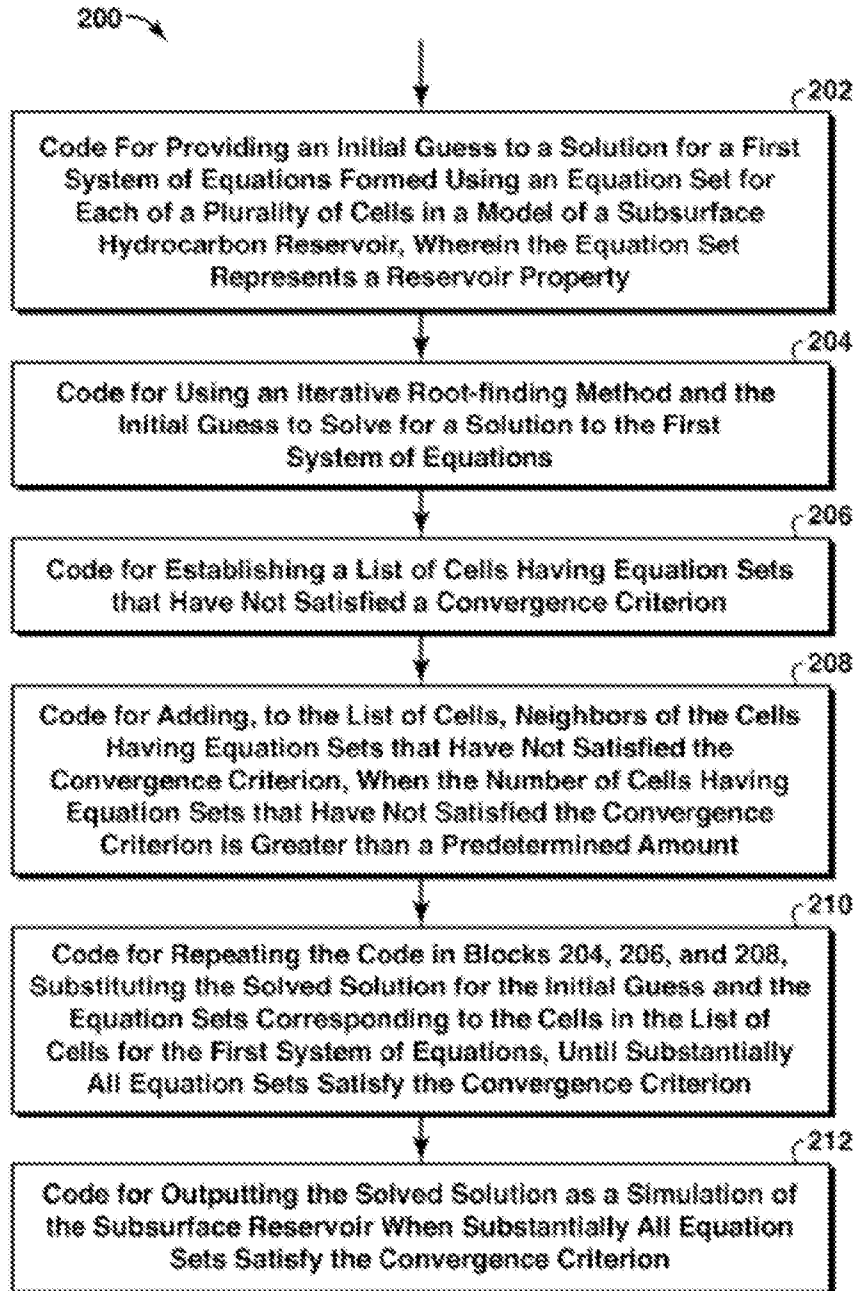 200
202
Code For Providing an Initial Guess to a Solution for a First
System of Equations Formed Using an Equation Set for
Each of a Plurality of Cells in a Model of a Subsurface
Hydrocarbon Reservoir, Wherein the Equation Set
Represents a Reservoir Property
204
Code for Using an Iterative Root-finding Method and the
Initial Guess to Solve for a Solution to the First
System of Equations
206
Code for Establishing a List of Cells Having Equation Sets
that Have Not Satisfied a Convergence Criterion
208
Code for Adding, to the List of Cells, Neighbors of the Cells
Having Equation Sets that Have Not Satisfied the
Convergence Criterion, When the Number of Cells Having
Equation Sets that Have Not Satisfied the Convergence
Criterion is Greater than a Predetermined Amount
210
Code for Repeating the Code in Blocks 204, 206, and 208,
Substituting the Solved Solution for the Initial Guess and the
Equation Sets Corresponding to the Cells in the List of
Cells for the First System of Equations, Until Substantially
All Equation Sets Satisfy the Convergence Criterion
212
Code for Outputting the Solved Solution as a Simulation of
the Subsurface Reservoir When Substantially All Equation
Sets Satisfy the Convergence Criterion